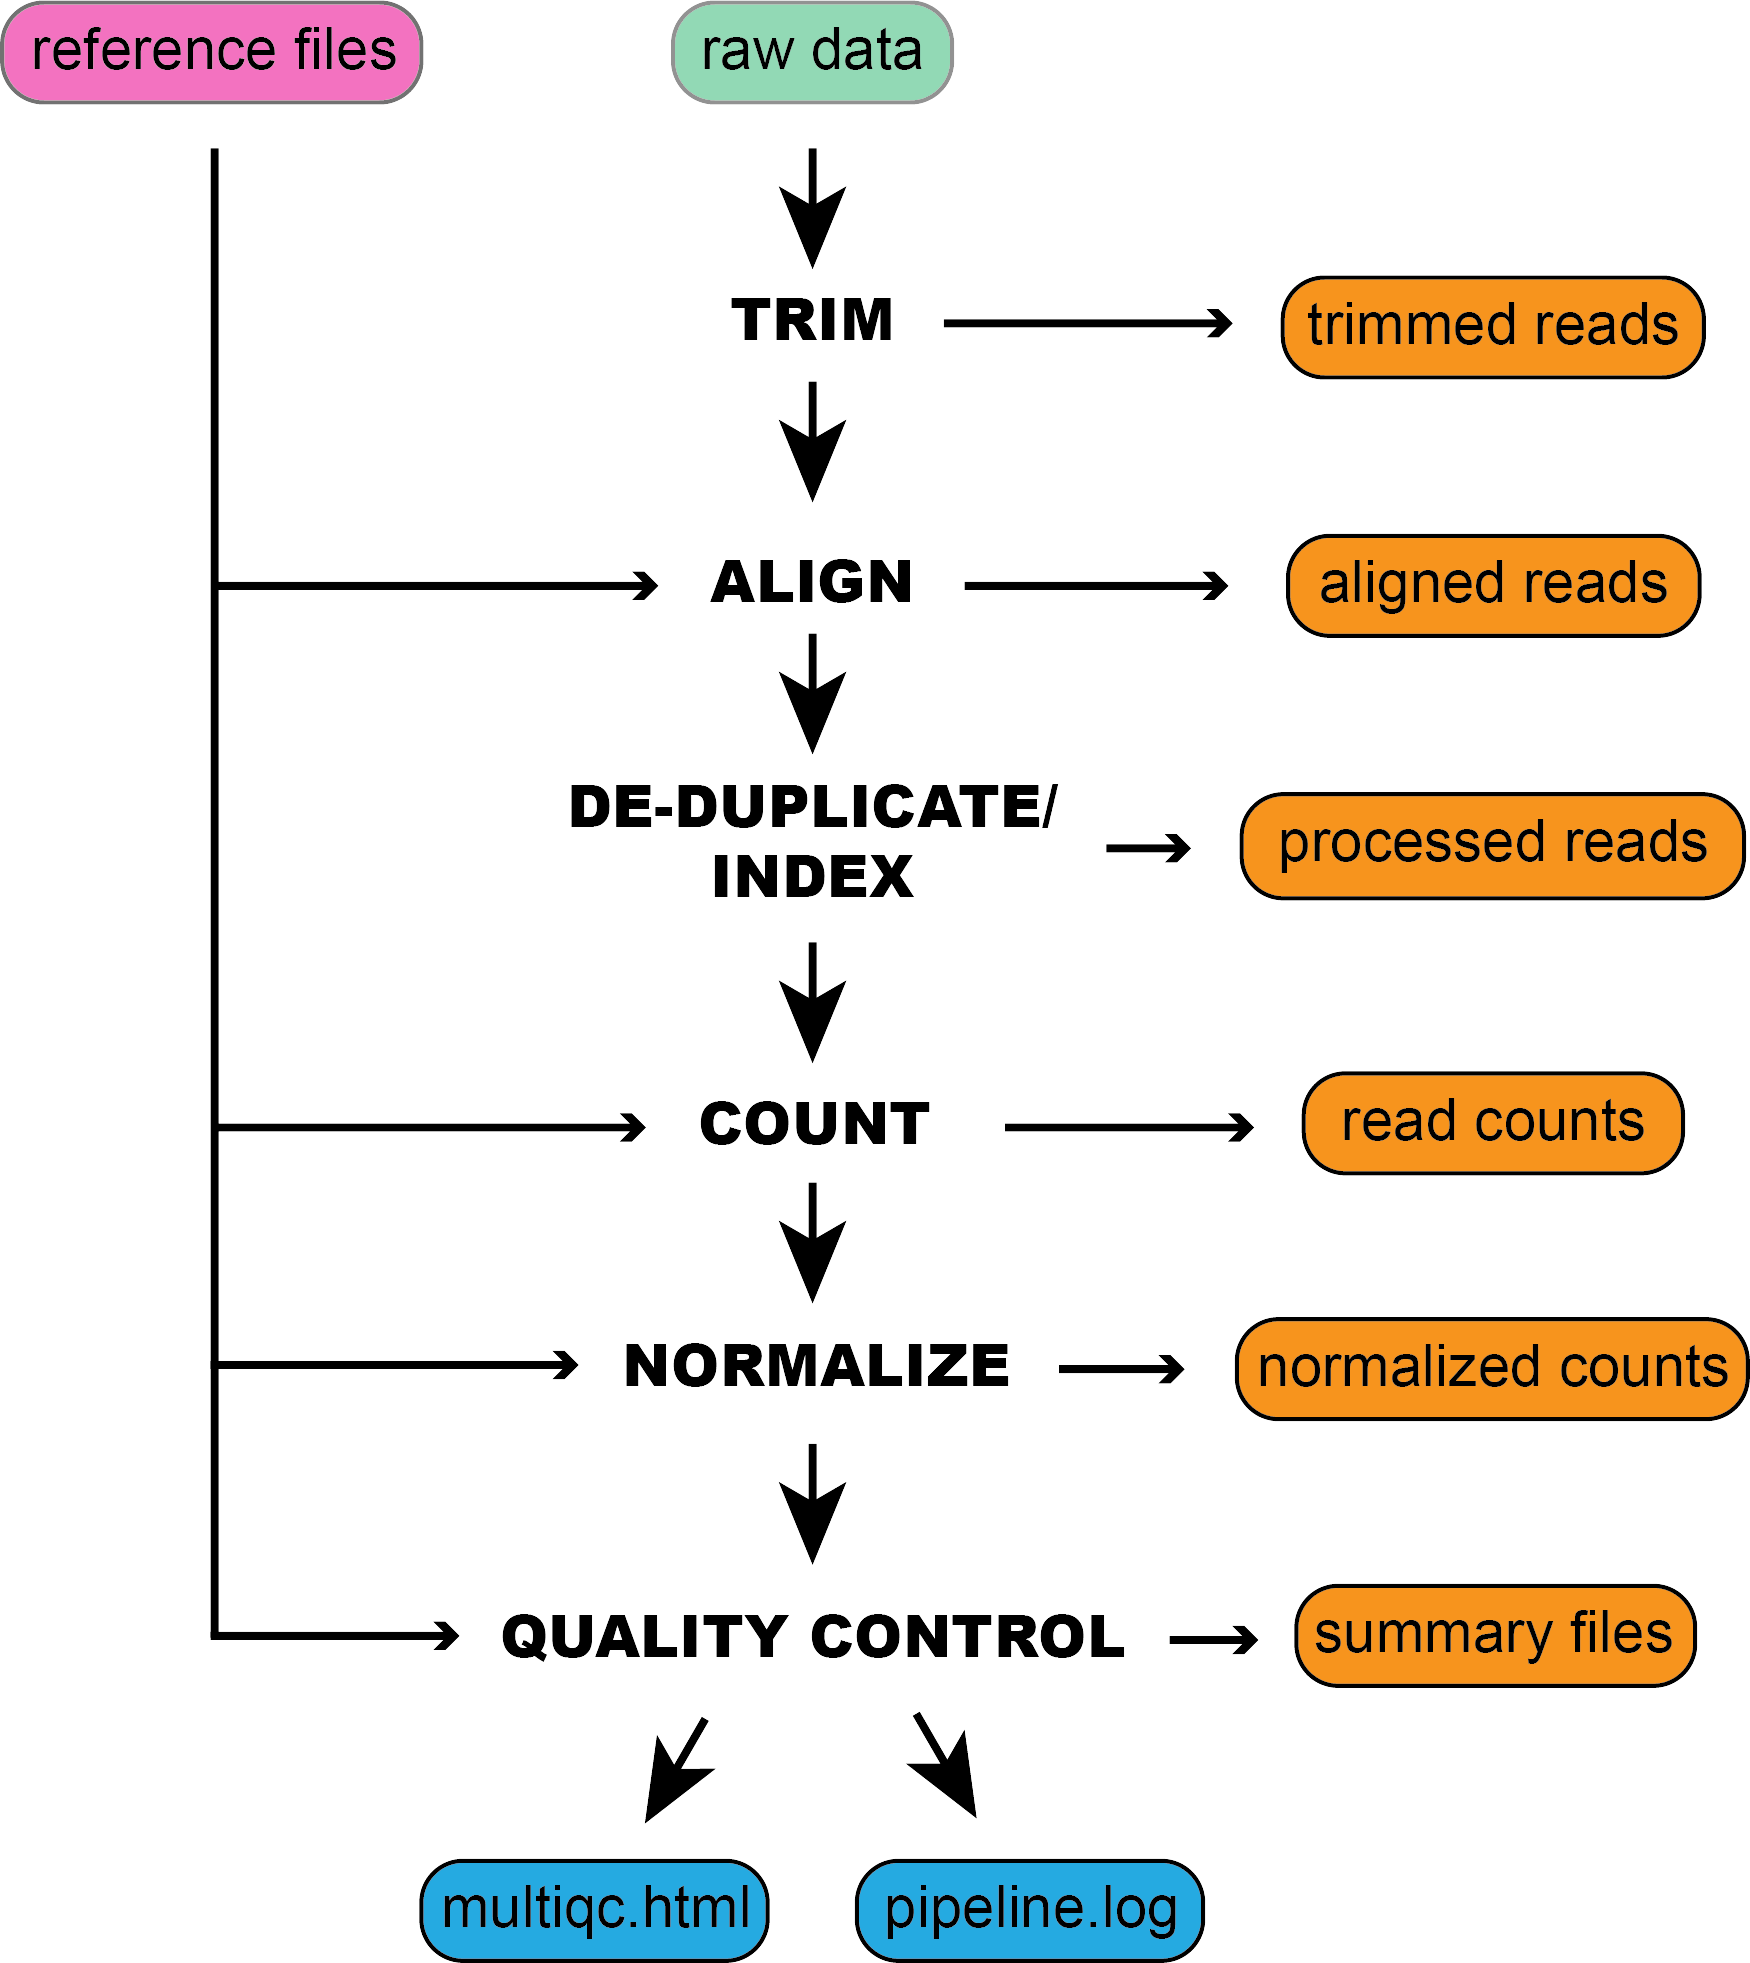 reference files
raw data
TRIM
trimmed reads
ALIGN
aligned reads
DE-DUPLICATE/
INDEX
processed reads
COUNT
read counts
NORMALIZE
normalized counts
QUALITY CONTROL
summary files
multiqc.html
pipeline.log